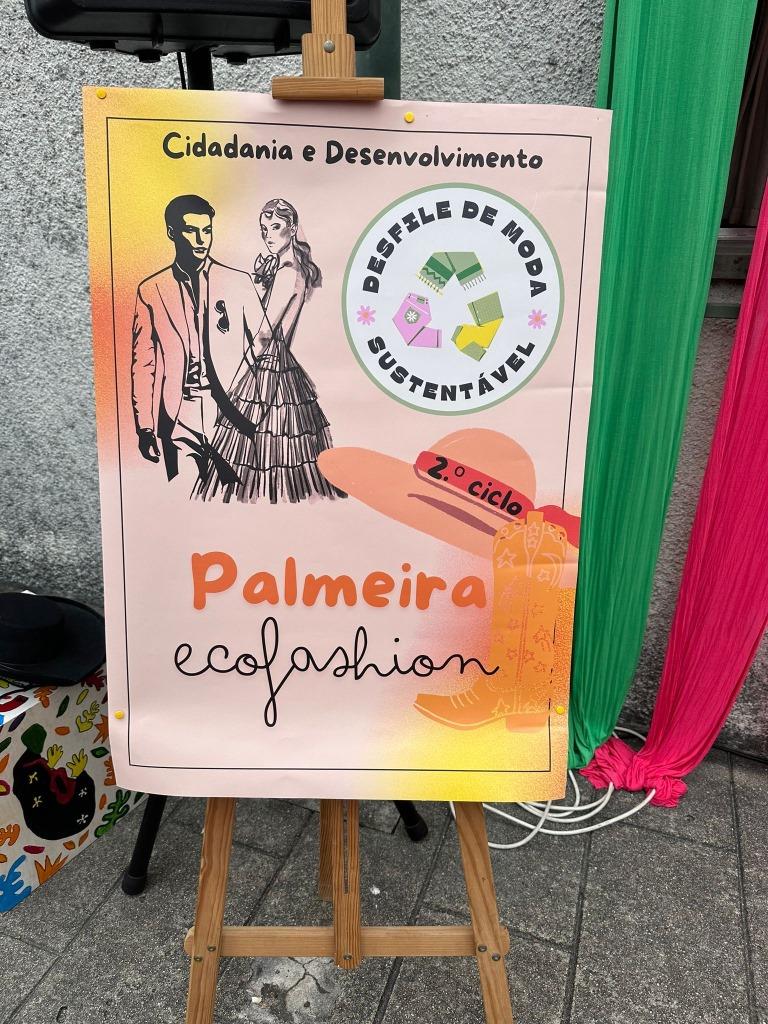 Cidadania e Desenvolvimento
DESFILE DE MODA
SUSTENTÁVEL
2.º ciclo
Palmeira
ecofashion